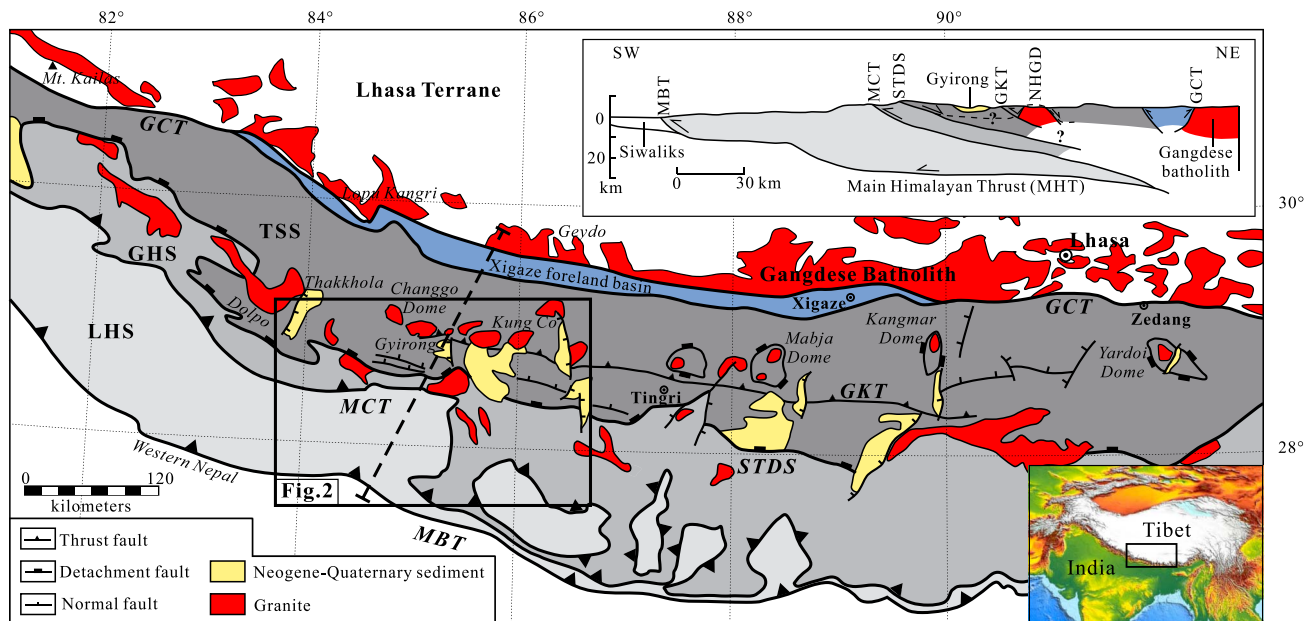 82°
84°
86°
88°
90°
Mt. Kailas
Lhasa Terrane
GCT
Lopu Kangri
TSS
GHS
LHS
Thakkhola
Dolpo
Changgo
Dome
Kung Co
Gyirong
MCT
Western Nepal
Geydo
Xigaze foreland basin
Gangdese Batholith
Xigaze
Lhasa
GCT
Zedang
Kangmar
Dome
Mabja
Dome
Yardoi
Dome
Tingri
GKT
STDS
MBT
Fig.2
30°
28°
84
86
88
90
SW
NE
MBT
MCT
STDS
Gyirong
GKT
NHGD
GCT
0
20
km
Siwaliks
?
?
0
30 km
Main Himalayan Thrust (MHT)
Gangdese
batholith
0
120
kilometers
Thrust fault
Detachment fault
Normal fault
Neogene-Quaternary sediment
Granite
Tibet
India